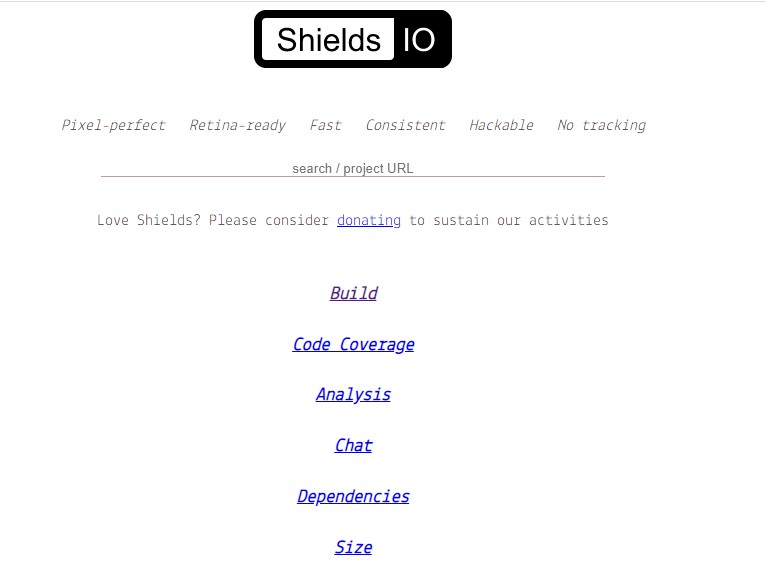 Shields IO
Pixel-perfect Retina-ready Fast Consistent Hackable No tracking
search / project URL
Love Shields? Please consider donating to sustain our activities
Build
Code Coverage
Analysis
Chat
Dependencies
Size